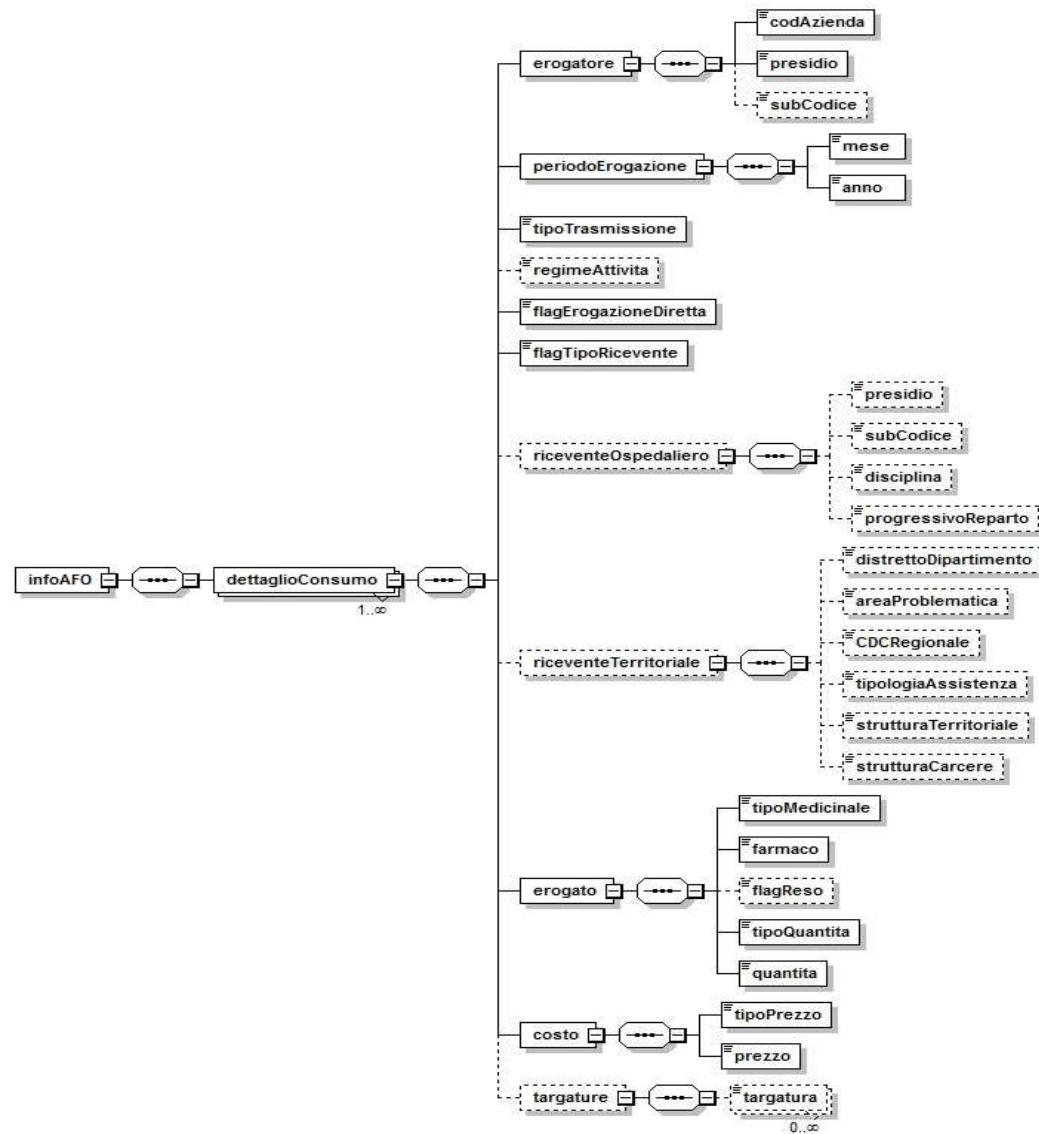 codAzienda
erogatore
presidio
subCodice
mese
periodoErogazione
anno
tipoTrasmissione
regimeAttivita
flagErogazioneDiretta
flagTipoRicevente
presidio
subCodice
riceventeOspedaliero
disciplina
progressivoReparto
distrettoDipartimento
infoAFO
dettaglioConsumo
1..∞
areaProblematica
CDCRegionale
riceventeTerritoriale
tipologiaAssistenza
strutturaTerritoriale
strutturaCarcere
tipoMedicinale
farmaco
erogato
flagReso
tipoQuantita
quantita
tipoPrezzo
costo
prezzo
targature
targatura
0..∞